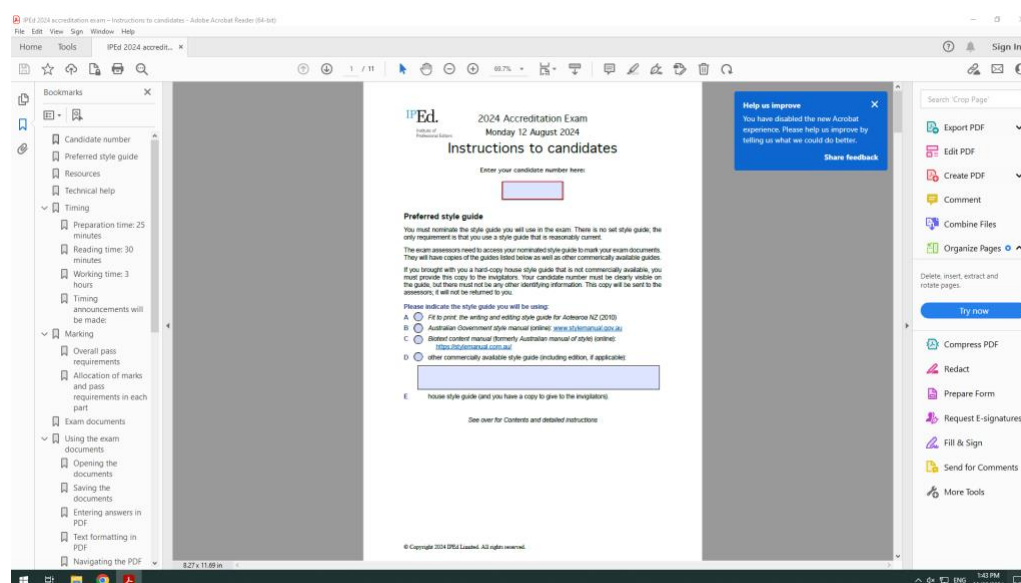 IPEd 2024 accreditation exam – Instructions to candidates - Adobe Acrobat Reader (64-bit)
File Edit View Sign Window Help
Home Tools IPEd 2024 accredit... × Sign In
1 / 11 66.7%
Bookmarks
Candidate number
Preferred style guide
Resources
Technical help
Timing
Preparation time: 25
minutes
Reading time: 30
minutes
Working time: 3
hours
Timing
announcements will
be made:
Marking
Overall pass
requirements
Allocation of marks
and pass
requirements in each
part
Exam documents
Using the exam
documents
Opening the
documents
Saving the
documents
Entering answers in
PDF
Text formatting in
PDF
Navigating the PDF
8.27 x 11.69 in
IPEd.
Institute of
Professional Editors
2024 Accreditation Exam
Monday 12 August 2024
Instructions to candidates
Enter your candidate number here:
Preferred style guide
You must nominate the style guide you will use in the exam. There is no set style guide; the
only requirement is that you use a style guide that is reasonably current.
The exam assessors need to access your nominated style guide to mark your exam documents.
They will have copies of the guides listed below as well as other commercially available guides.
If you brought with you a hard-copy house style guide that is not commercially available, you
must provide this copy to the invigilators. Your candidate number must be clearly visible on
the guide, but there must not be any other identifying information. This copy will be sent to the
assessors; it will not be returned to you.
Please indicate the style guide you will be using:
A Fit to print: the writing and editing style guide for Aotearoa NZ (2010)
B Australian Government style manual (online): www.stylemanual.gov.au
C Biotext content manual (formerly Australian manual of style) (online):
https://stylemanual.com.au/
D other commercially available style guide (including edition, if applicable):
E house style guide (and you have a copy to give to the invigilators).
See over for Contents and detailed instructions
© Copyright 2024 IPEd Limited. All rights reserved.
Help us improve
You have disabled the new Acrobat
experience. Please help us improve by
telling us what we could do better.
Share feedback
Search 'Crop Page'
Export PDF
Edit PDF
Create PDF
Comment
Combine Files
Organize Pages
Delete, insert, extract and
rotate pages.
Try now
Compress PDF
Redact
Prepare Form
Request E-signatures
Fill & Sign
Send for Comments
More Tools
ENG 1:43 PM